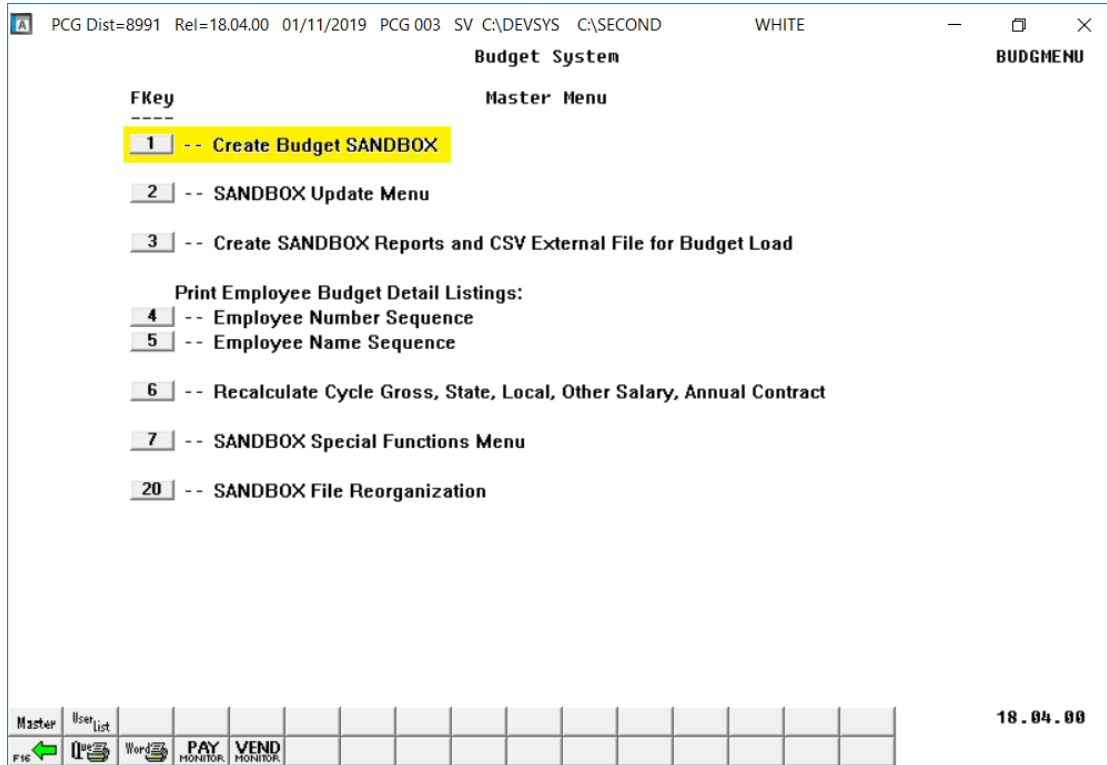 PCG Dist=8991 Rel=18.04.00 01/11/2019 PCG 003 SV C:\DEVSYS C:\SECOND WHITE
Budget System BUDGMENU
FKey Master Menu
----
1 -- Create Budget SANDBOX
2 -- SANDBOX Update Menu
3 -- Create SANDBOX Reports and CSV External File for Budget Load
Print Employee Budget Detail Listings:
4 -- Employee Number Sequence
5 -- Employee Name Sequence
6 -- Recalculate Cycle Gross, State, Local, Other Salary, Annual Contract
7 -- SANDBOX Special Functions Menu
20 -- SANDBOX File Reorganization
Master User List 18.04.00
F16 Que Word PAY MONITOR VEND MONITOR